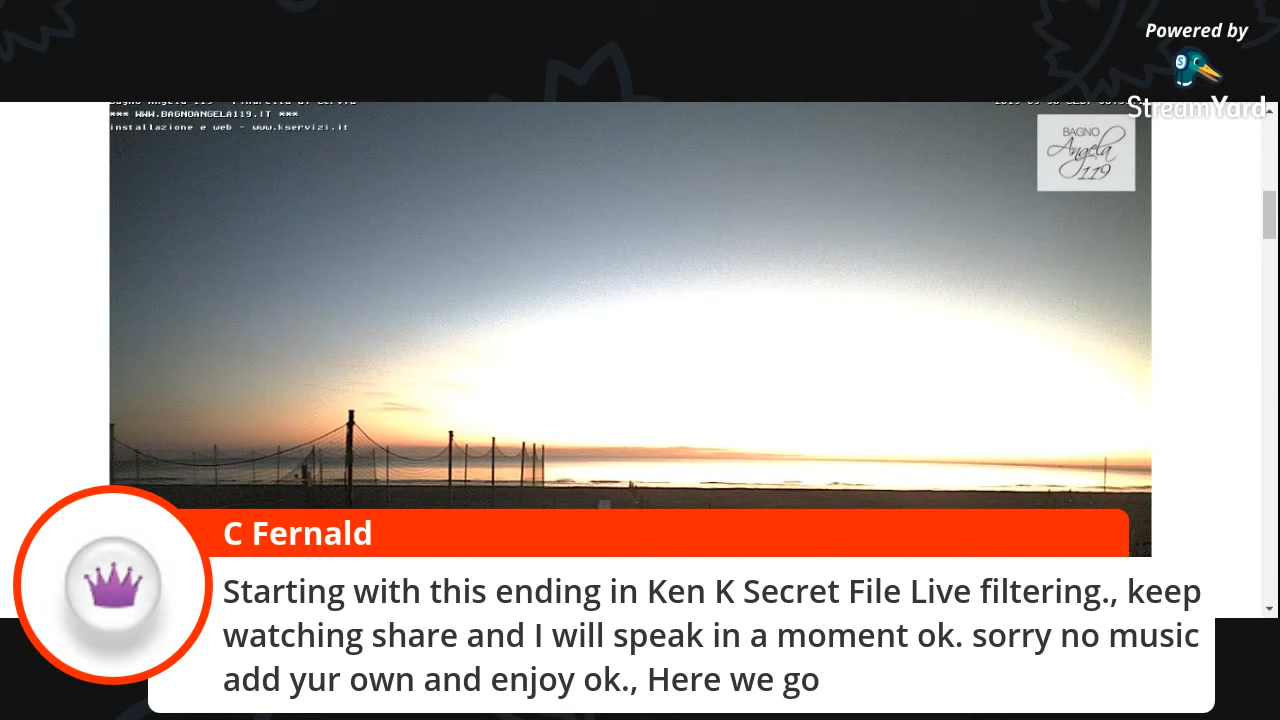 Powered by
StreamYard
*** WWW.BAGNOANGELA119.IT ***
installazione e web - www.kservizi.it
BAGNO
Angela
119
C Fernald
Starting with this ending in Ken K Secret File Live filtering., keep
watching share and I will speak in a moment ok. sorry no music
add yur own and enjoy ok., Here we go